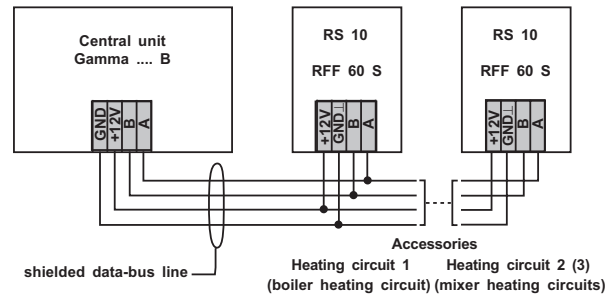 Central unit
Gamma .... B
GND
+12V
B
A
RS 10
RFF 60 S
+12V
GND⊥
B
A
RS 10
RFF 60 S
+12V
GND⊥
B
A
shielded data-bus line
Accessories
Heating circuit 1
(boiler heating circuit)
Heating circuit 2 (3)
(mixer heating circuits)